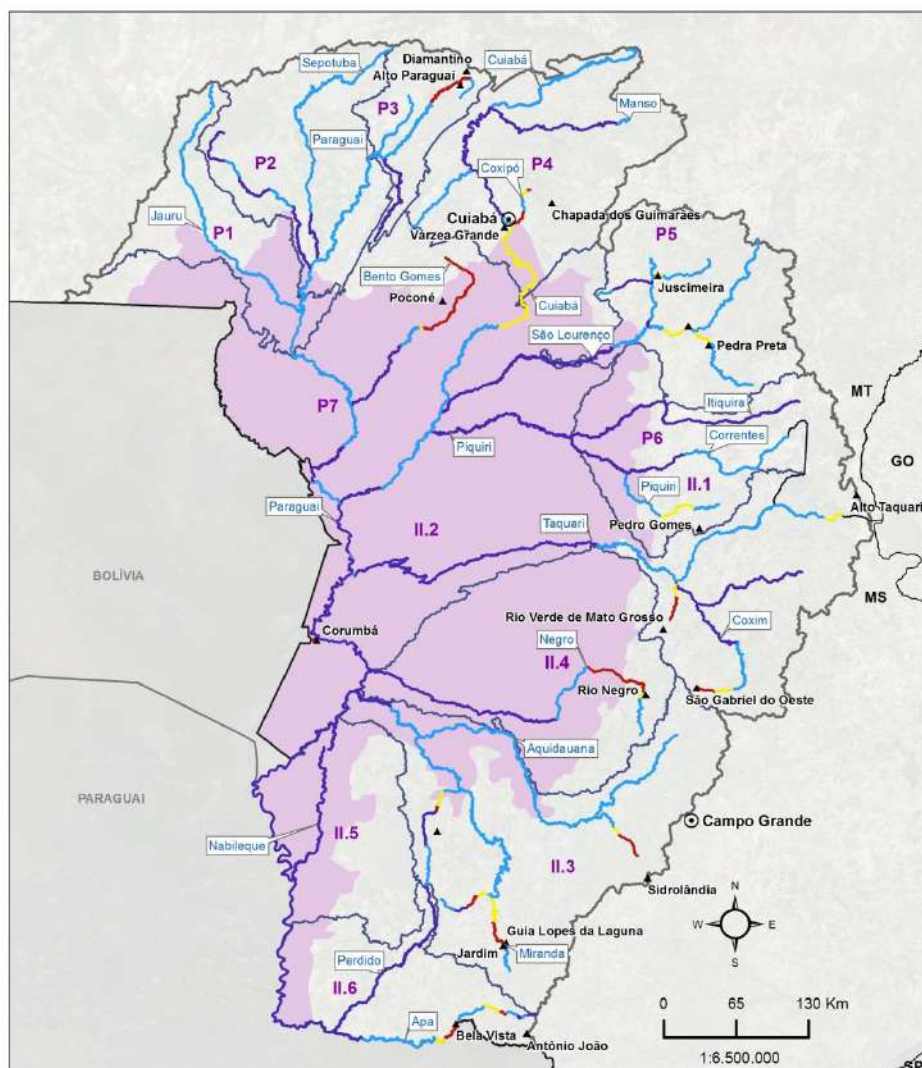 Diamantino
Alto Paraguai
Sepotuba
Cuiabá
Manso
P3
Paraguai
P2
P4
Coxipó
Cuiabá
Chapada dos Guimarães
Varzea Grande
Jauru
P1
P5
Bento Gomes
Juscimeira
Poconé
Cuiabá
São Lourenço
Pedra Preta
MT
Itiquira
P7
P6
Correntes
GO
Piquiri
Piquiri
II.1
Alto Taquari
Paraguai
II.2
Taquari
Pedro Gomes
BOLÍVIA
MS
Rio Verde de Mato Grosso
Coxim
Corumbá
Negro
II.4
Rio Negro
São Gabriel do Oeste
Aquidauana
PARAGUAI
Campo Grande
II.5
Nabileque
II.3
Sidrolândia
N
W
E
S
Guia Lopes da Laguna
Jardim
Miranda
Perdido
II.6
0 65 130 Km
Apa
Bela Vista
Antônio João
1:6.500.000
SP